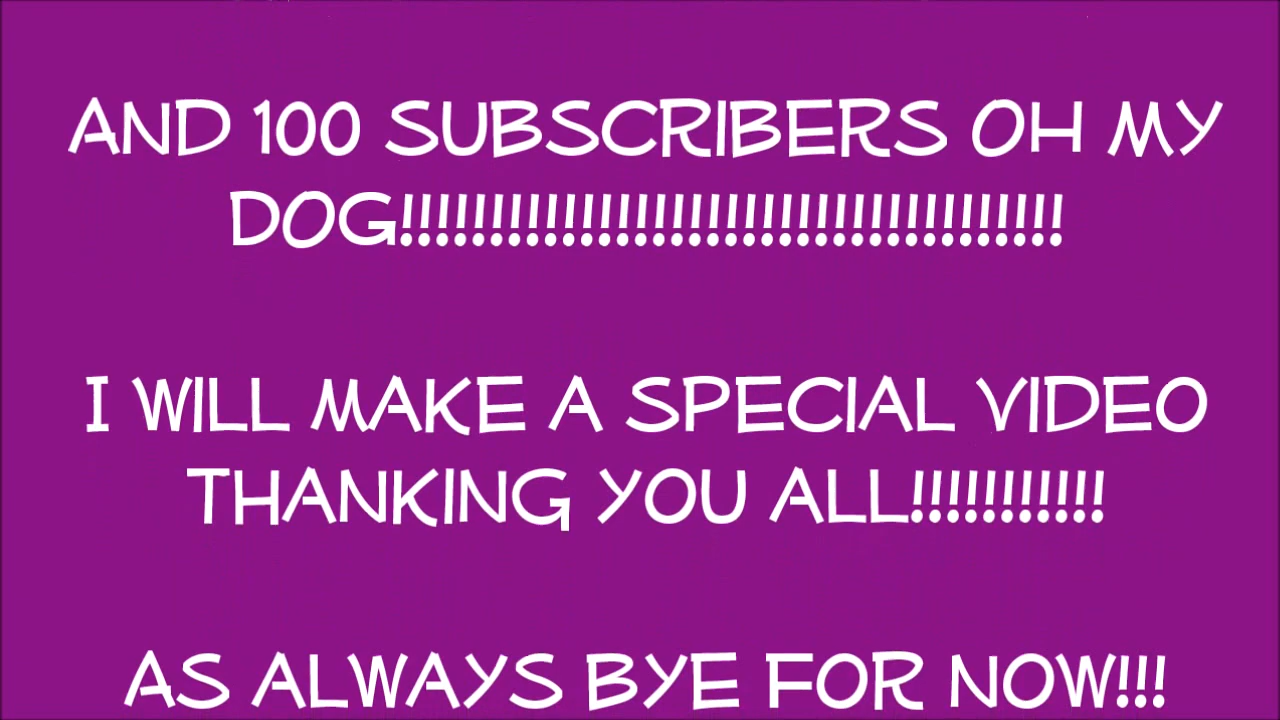 AND 100 SUBSCRIBERS OH MY
DOG!!!!!!!!!!!!!!!!!!!!!!!!!!!!!!!!!!!!!
I WILL MAKE A SPECIAL VIDEO
THANKING YOU ALL!!!!!!!!!!!
AS ALWAYS BYE FOR NOW!!!